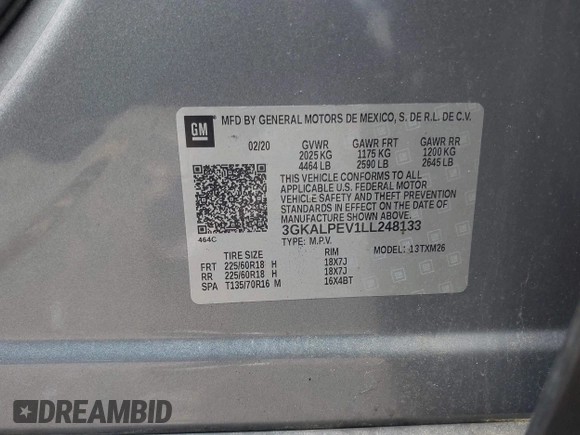 GM
MFD BY GENERAL MOTORS DE MEXICO, S. DE R.L. DE C.V.
02/20 GVWR GAWR FRT GAWR RR
2025 KG 1175 KG 1200 KG
4464 LB 2590 LB 2645 LB
THIS VEHICLE CONFORMS TO ALL
APPLICABLE U.S. FEDERAL MOTOR
VEHICLE SAFETY AND THEFT PREVENTION
STANDARDS IN EFFECT ON THE DATE OF
MANUFACTURE SHOWN ABOVE.
3GKALPEV1LL248133
464C TYPE: M.P.V. MODEL: 13TXM26
TIRE SIZE RIM
FRT 225/60R18 H 18X7J
RR 225/60R18 H 18X7J
SPA T135/70R16 M 16X4BT
DREAMBID